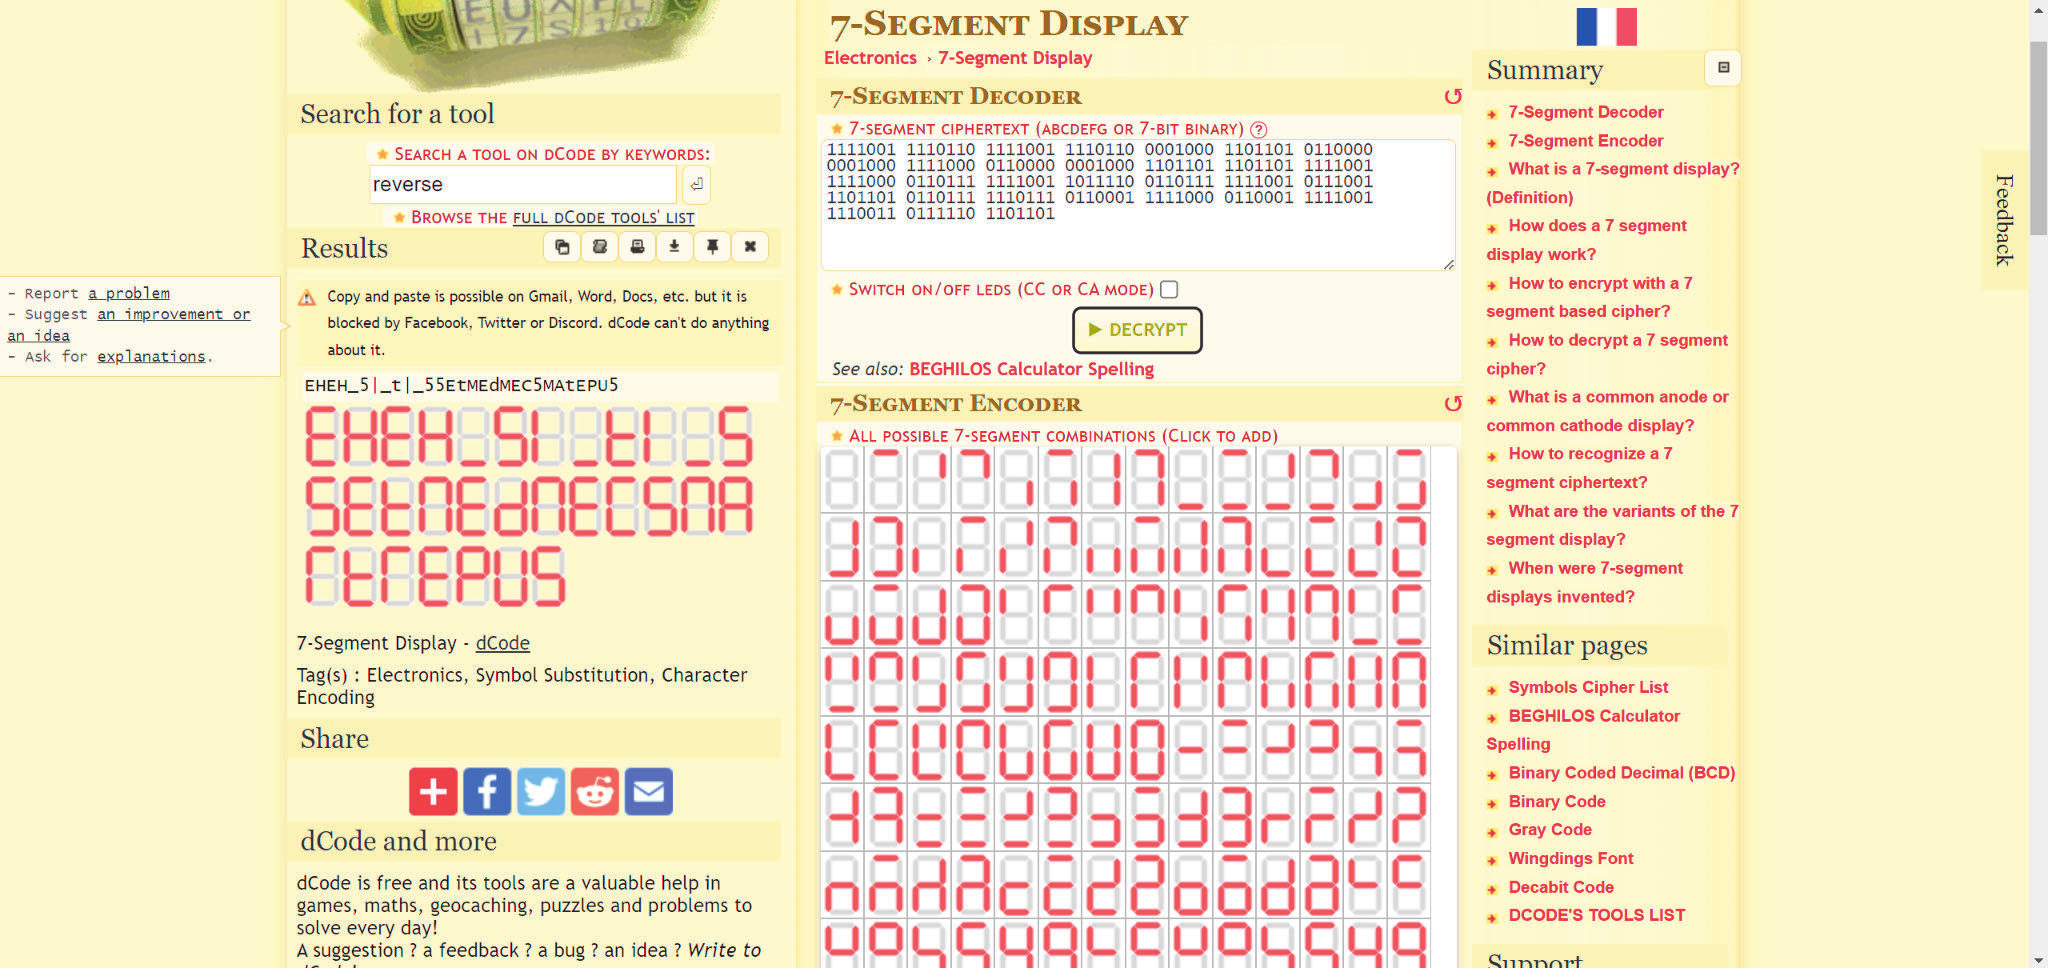 Search for a tool
★ Search a tool on dCode by keywords:
reverse
★ Browse the full dCode tools' list
Results
Copy and paste is possible on Gmail, Word, Docs, etc. but it is
blocked by Facebook, Twitter or Discord. dCode can't do anything
about it.
EHEH_5|_t|_55EtMEdMEC5MAtEPU5
7-Segment Display - dCode
Tag(s) : Electronics, Symbol Substitution, Character
Encoding
Share
dCode and more
dCode is free and its tools are a valuable help in
games, maths, geocaching, puzzles and problems to
solve every day!
A suggestion ? a feedback ? a bug ? an idea ? Write to
- Report a problem
- Suggest an improvement or
an idea
- Ask for explanations.
7-Segment Display
Electronics › 7-Segment Display
7-Segment Decoder
★ 7-segment ciphertext (abcdefg or 7-bit binary) ?
1111001 1110110 1111001 1110110 0001000 1101101 0110000
0001000 1111000 0110000 0001000 1101101 1101101 1111001
1111000 0110111 1111001 1011110 0110111 1111001 0111001
1101101 0110111 1110111 0110001 1111000 0110001 1111001
1110011 0111110 1101101
★ Switch on/off LEDs (CC or CA mode)
▶ DECRYPT
See also: BEGHILOS Calculator Spelling
7-Segment Encoder
★ All possible 7-segment combinations (Click to add)
Summary
7-Segment Decoder
7-Segment Encoder
What is a 7-segment display?
(Definition)
How does a 7 segment
display work?
How to encrypt with a 7
segment based cipher?
How to decrypt a 7 segment
cipher?
What is a common anode or
common cathode display?
How to recognize a 7
segment ciphertext?
What are the variants of the 7
segment display?
When were 7-segment
displays invented?
Similar pages
Symbols Cipher List
BEGHILOS Calculator
Spelling
Binary Coded Decimal (BCD)
Binary Code
Gray Code
Wingdings Font
Decabit Code
DCODE'S TOOLS LIST
Support
Feedback